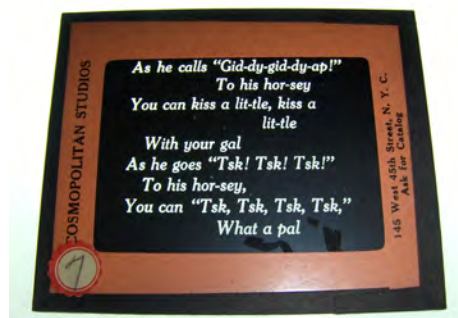 COSMOPOLITAN STUDIOS
As he calls "Gid-dy-gid-dy-ap!"
To his hor-sey
You can kiss a lit-tle, kiss a
lit-tle
With your gal
As he goes "Tsk! Tsk! Tsk!"
To his hor-sey,
You can "Tsk, Tsk, Tsk, Tsk,"
What a pal
145 West 45th Street, N. Y. C.
Ask for Catalog
7